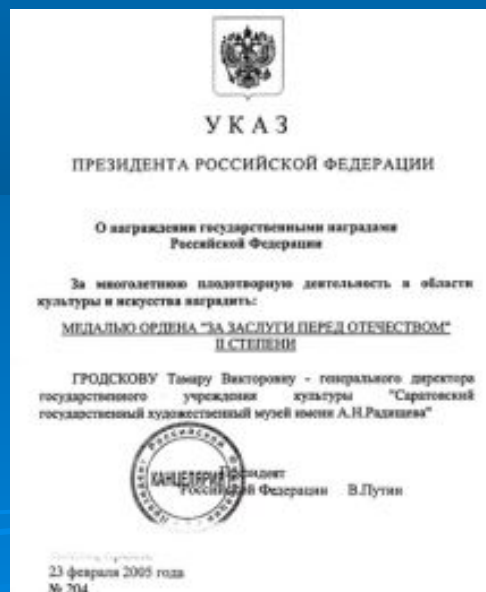 УКАЗ
ПРЕЗИДЕНТА РОССИЙСКОЙ ФЕДЕРАЦИИ
О награждении государственными наградами
Российской Федерации
За многолетнюю плодотворную деятельность в области
культуры и искусства наградить:
МЕДАЛЬЮ ОРДЕНА "ЗА ЗАСЛУГИ ПЕРЕД ОТЕЧЕСТВОМ"
II СТЕПЕНИ
ГРОДСКОВУ Тамару Викторовну - генерального директора
государственного учреждения культуры "Саратовский
государственный художественный музей имени А.Н.Радищева"
КАНЦЕЛЯРИЯ
Президент
Российской Федерации В.Путин
23 февраля 2005 года
№ 204